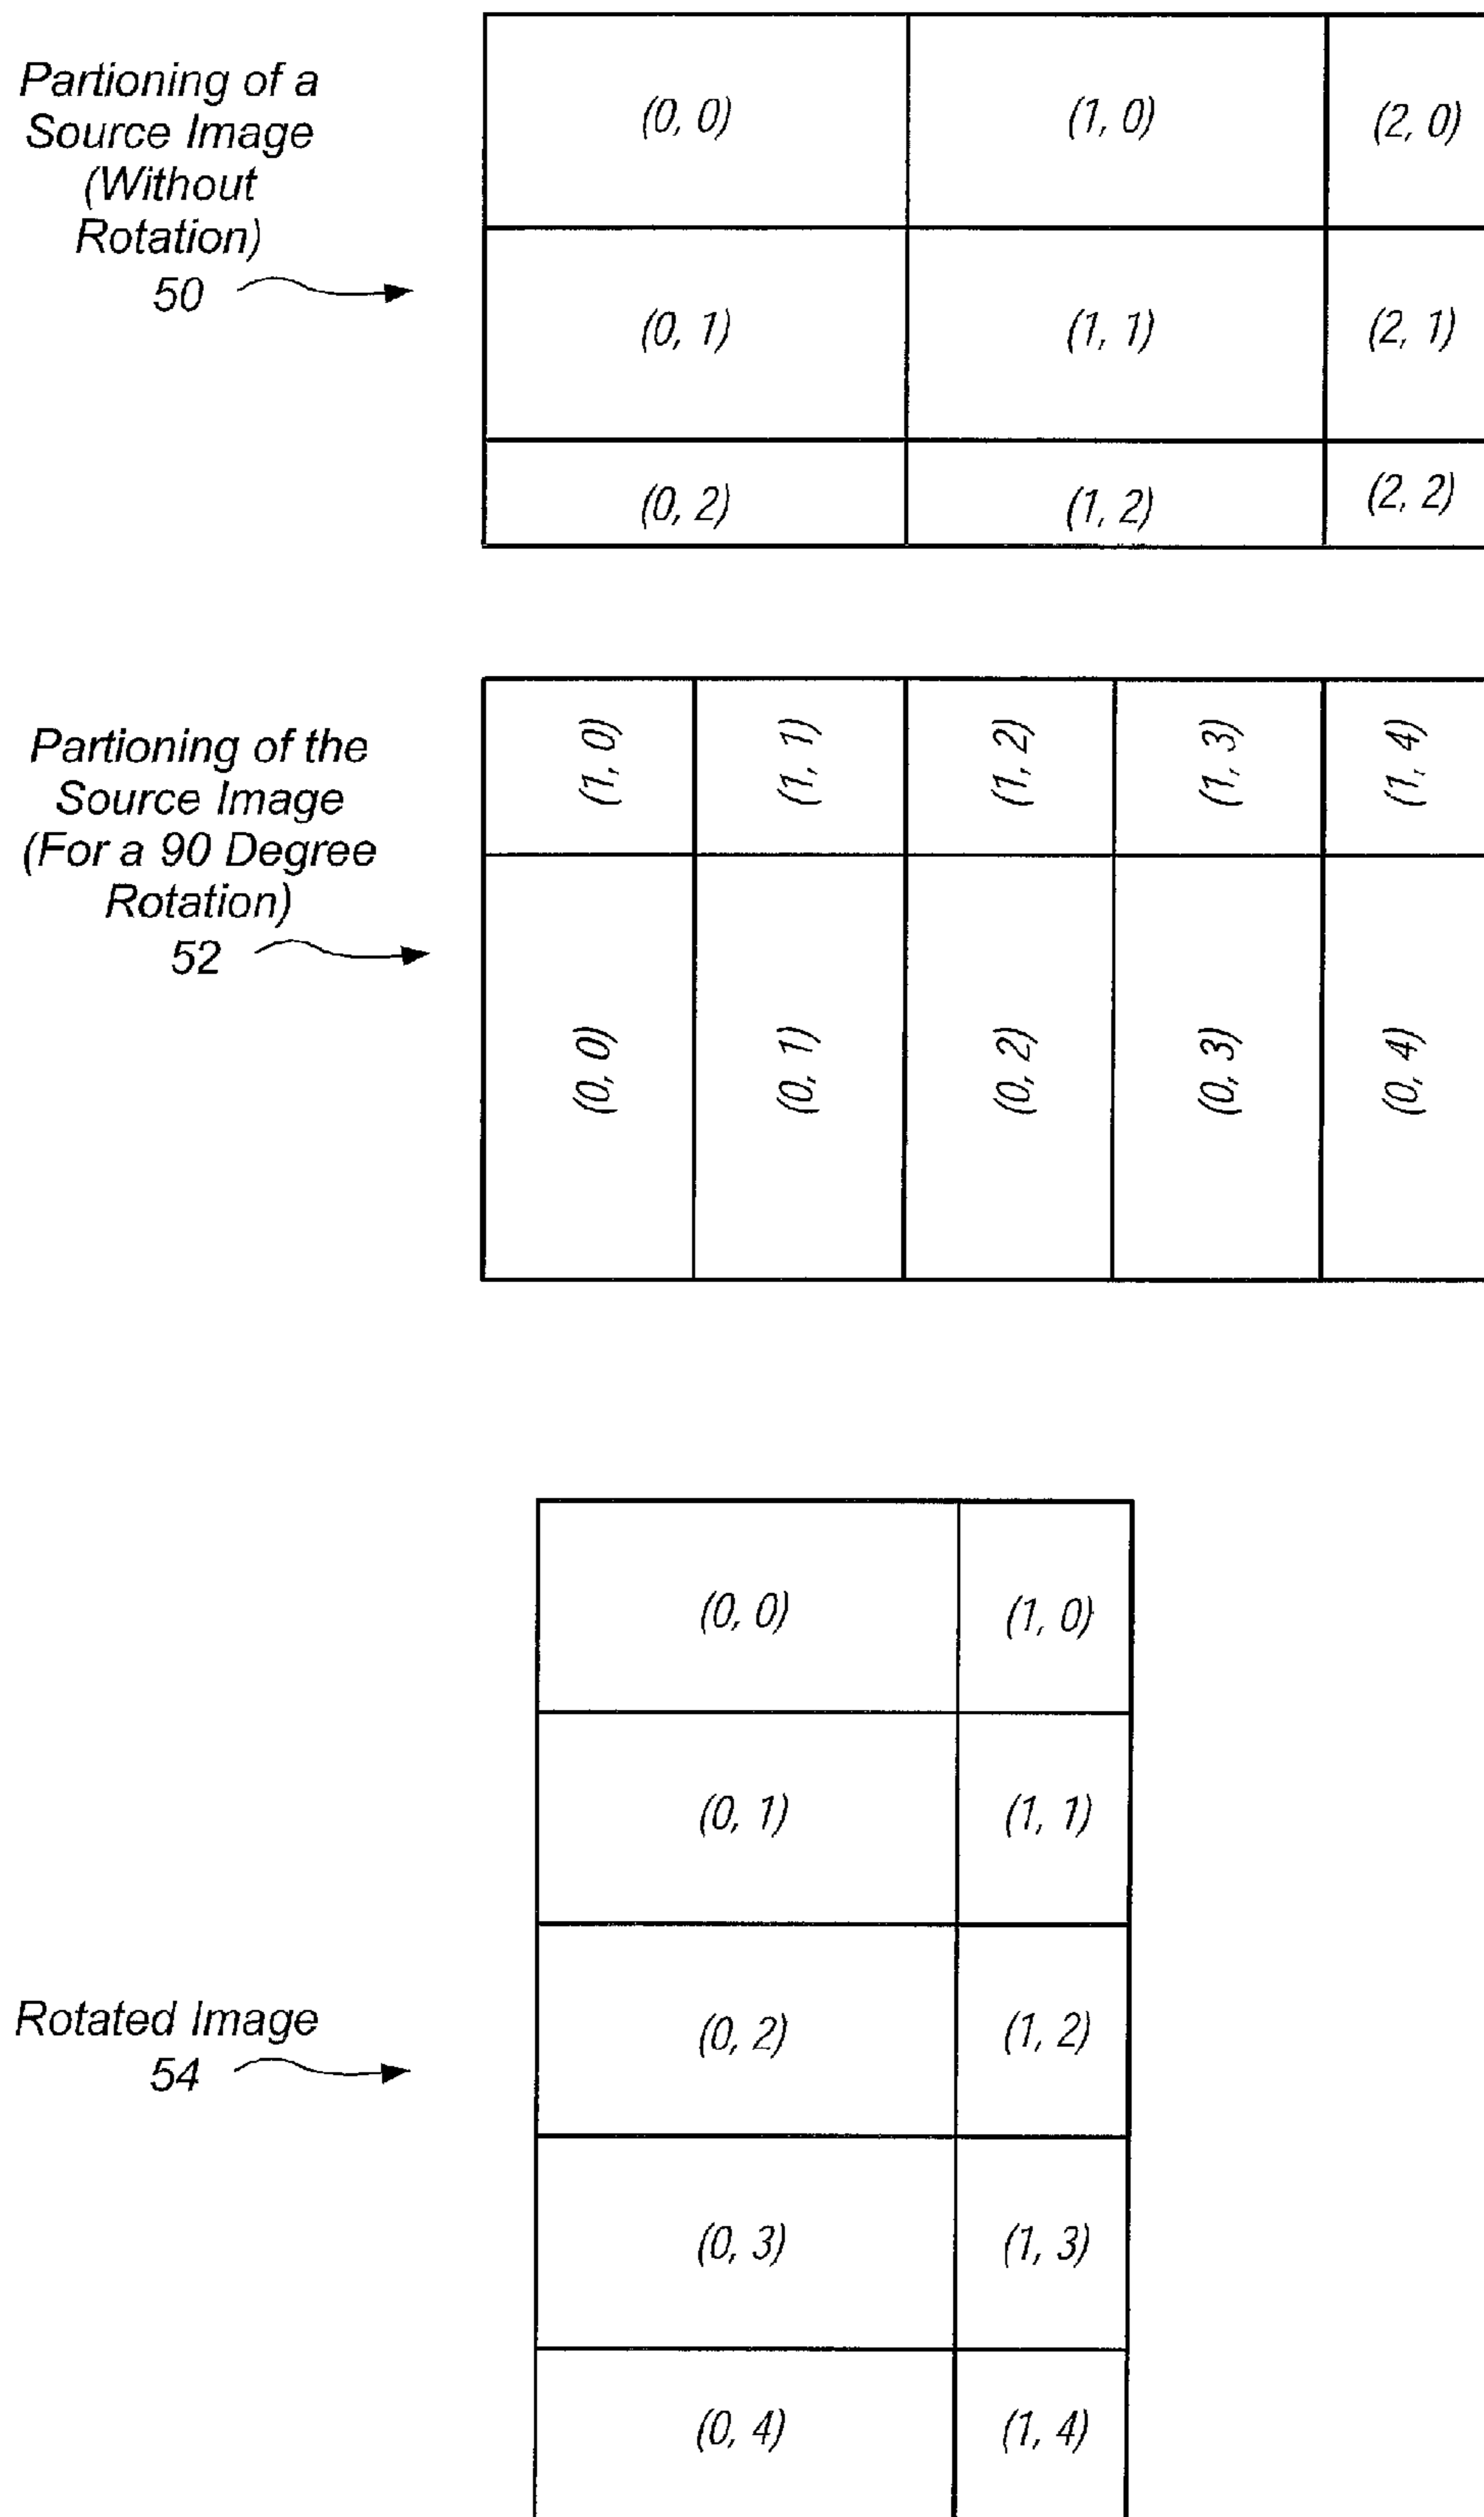 Partioning of a
Source Image
(Without
Rotation)
50
(0, 0) (1, 0) (2, 0)
(0, 1) (1, 1) (2, 1)
(0, 2) (1, 2) (2, 2)
Partioning of the
Source Image
(For a 90 Degree
Rotation)
52
(1, 0) (1, 1) (1, 2) (1, 3) (1, 4)
(0, 0) (0, 1) (0, 2) (0, 3) (0, 4)
Rotated Image
54
(0, 0) (1, 0)
(0, 1) (1, 1)
(0, 2) (1, 2)
(0, 3) (1, 3)
(0, 4) (1, 4)